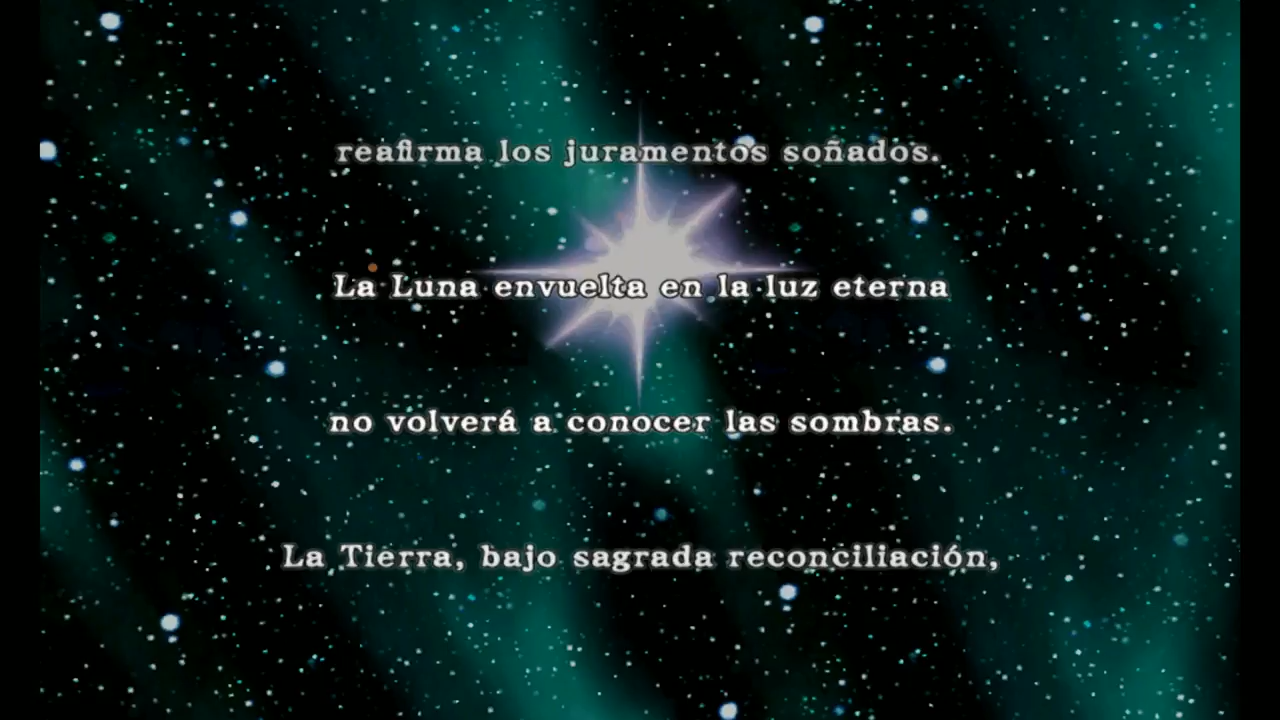 reafirma los juramentos soñados.
La Luna envuelta en la luz eterna
no volverá a conocer las sombras.
La Tierra, bajo sagrada reconciliación,